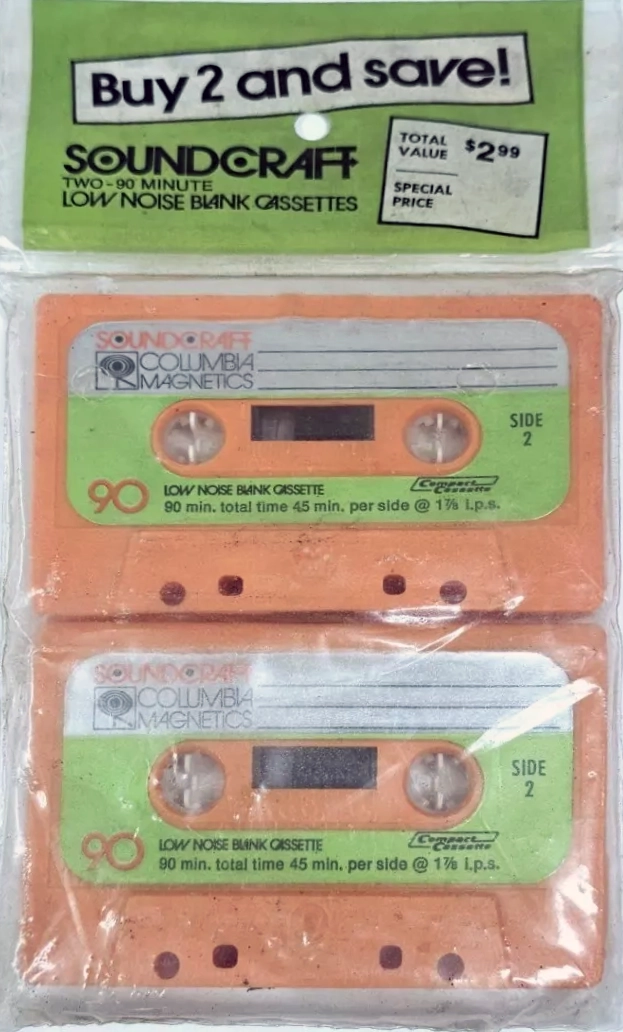 Buy 2 and save!
SOUNDCRAFT
TWO-90 MINUTE
LOW NOISE BLANK CASSETTES
TOTAL VALUE $2.99
SPECIAL PRICE
SOUNDCRAFT
COLUMBIA
MAGNETICS
SIDE
2
90
LOW NOISE BLANK CASSETTE
Compact
Cassette
90 min. total time 45 min. per side @ 1⅞ i.p.s.
SOUNDCRAFT
COLUMBIA
MAGNETICS
SIDE
2
90
LOW NOISE BLANK CASSETTE
Compact
Cassette
90 min. total time 45 min. per side @ 1⅞ i.p.s.